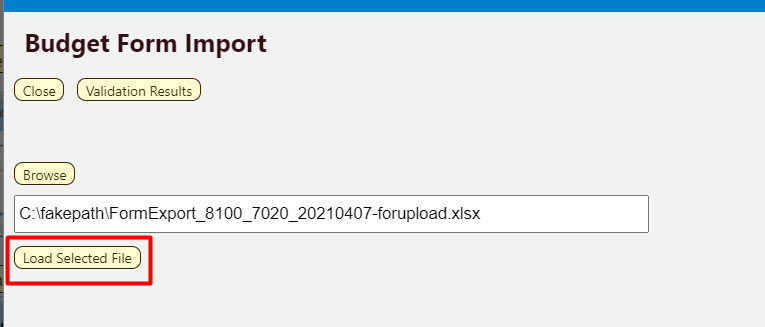 Budget Form Import
Close Validation Results
Browse
C:\fakepath\FormExport_8100_7020_20210407-forupload.xlsx
Load Selected File